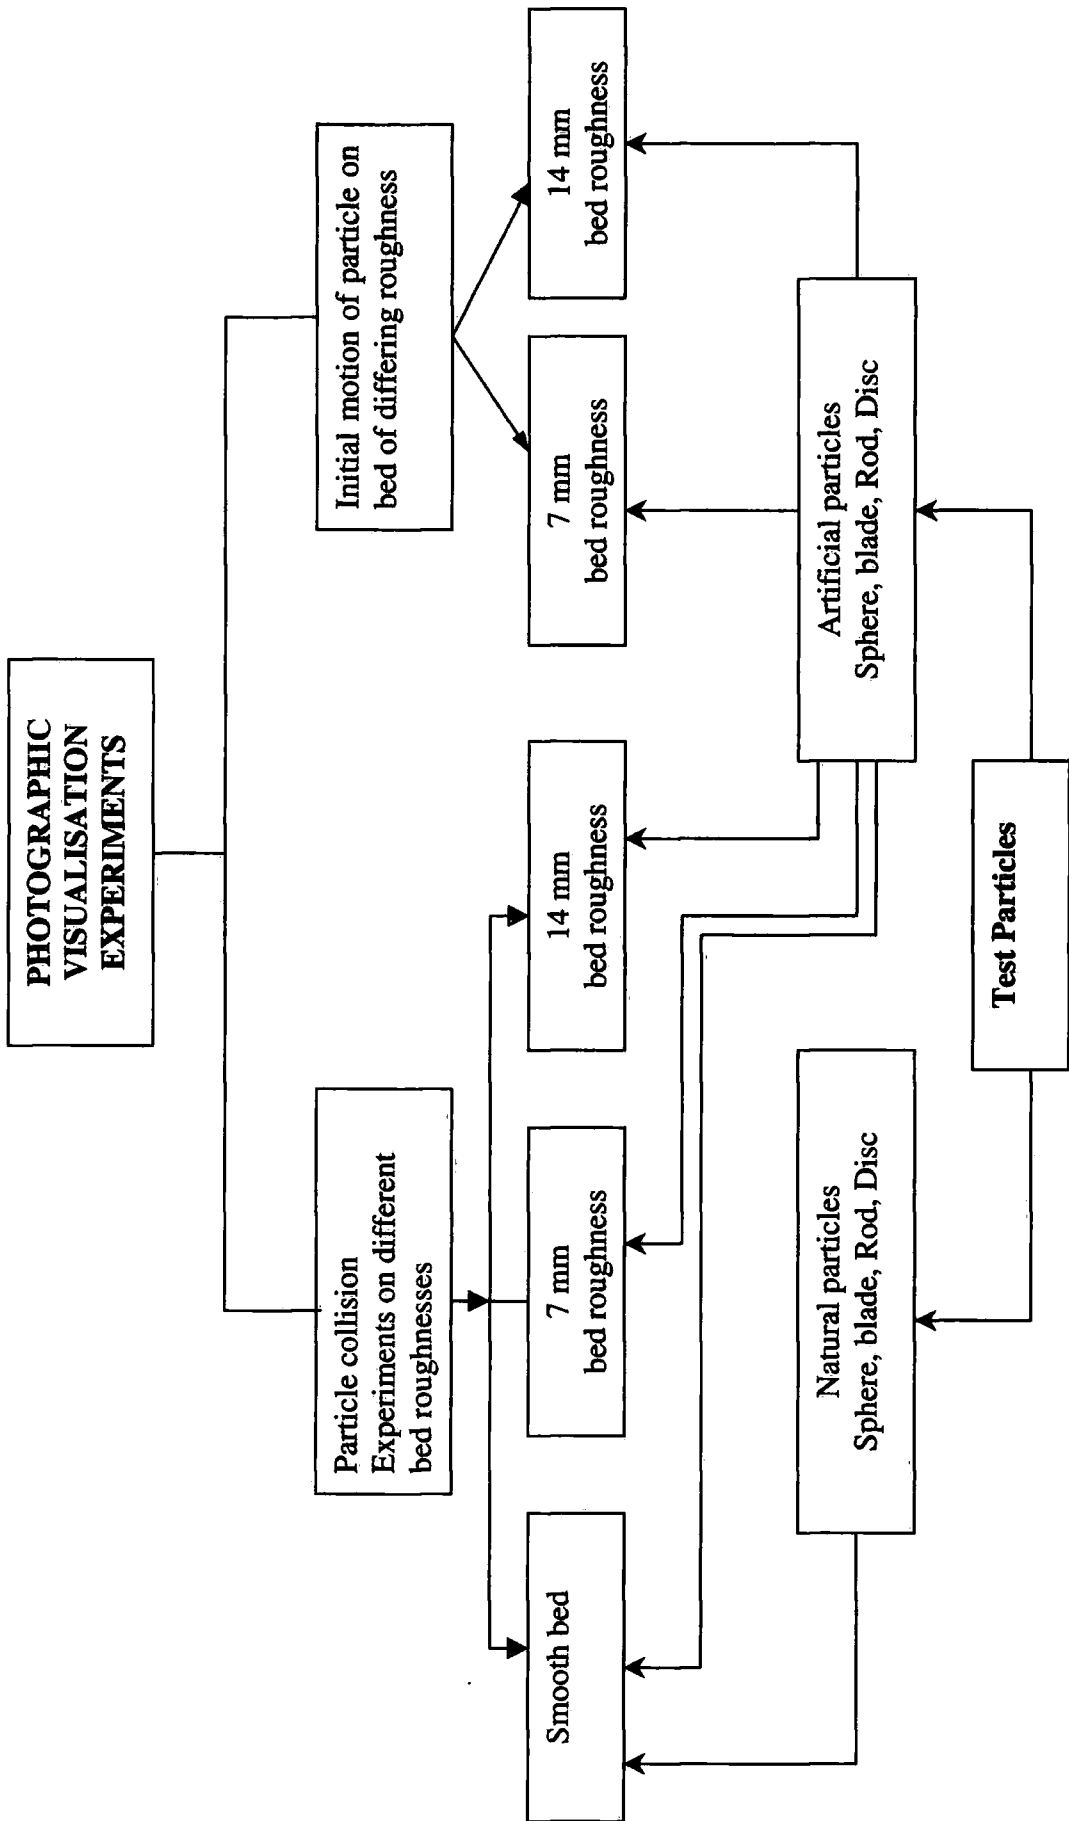 PHOTOGRAPHIC
VISUALISATION
EXPERIMENTS
Particle collision
Experiments on different
bed roughnesses
Initial motion of particle on
bed of differing roughness
Smooth bed
7 mm
bed roughness
14 mm
bed roughness
7 mm
bed roughness
14 mm
bed roughness
Natural particles
Sphere, blade, Rod, Disc
Artificial particles
Sphere, blade, Rod, Disc
Test Particles